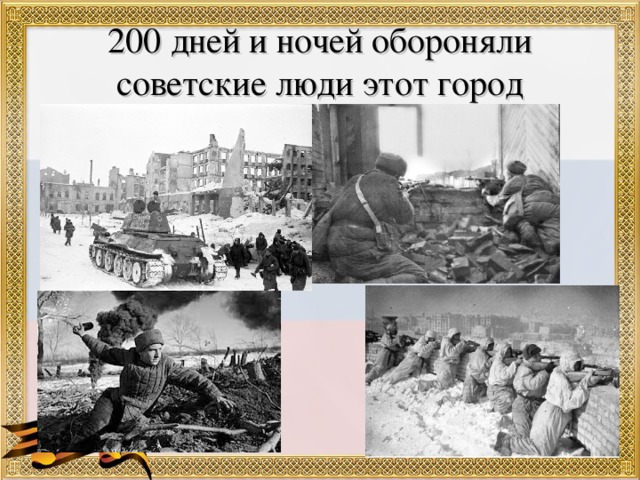 200 дней и ночей обороняли
советские люди этот город